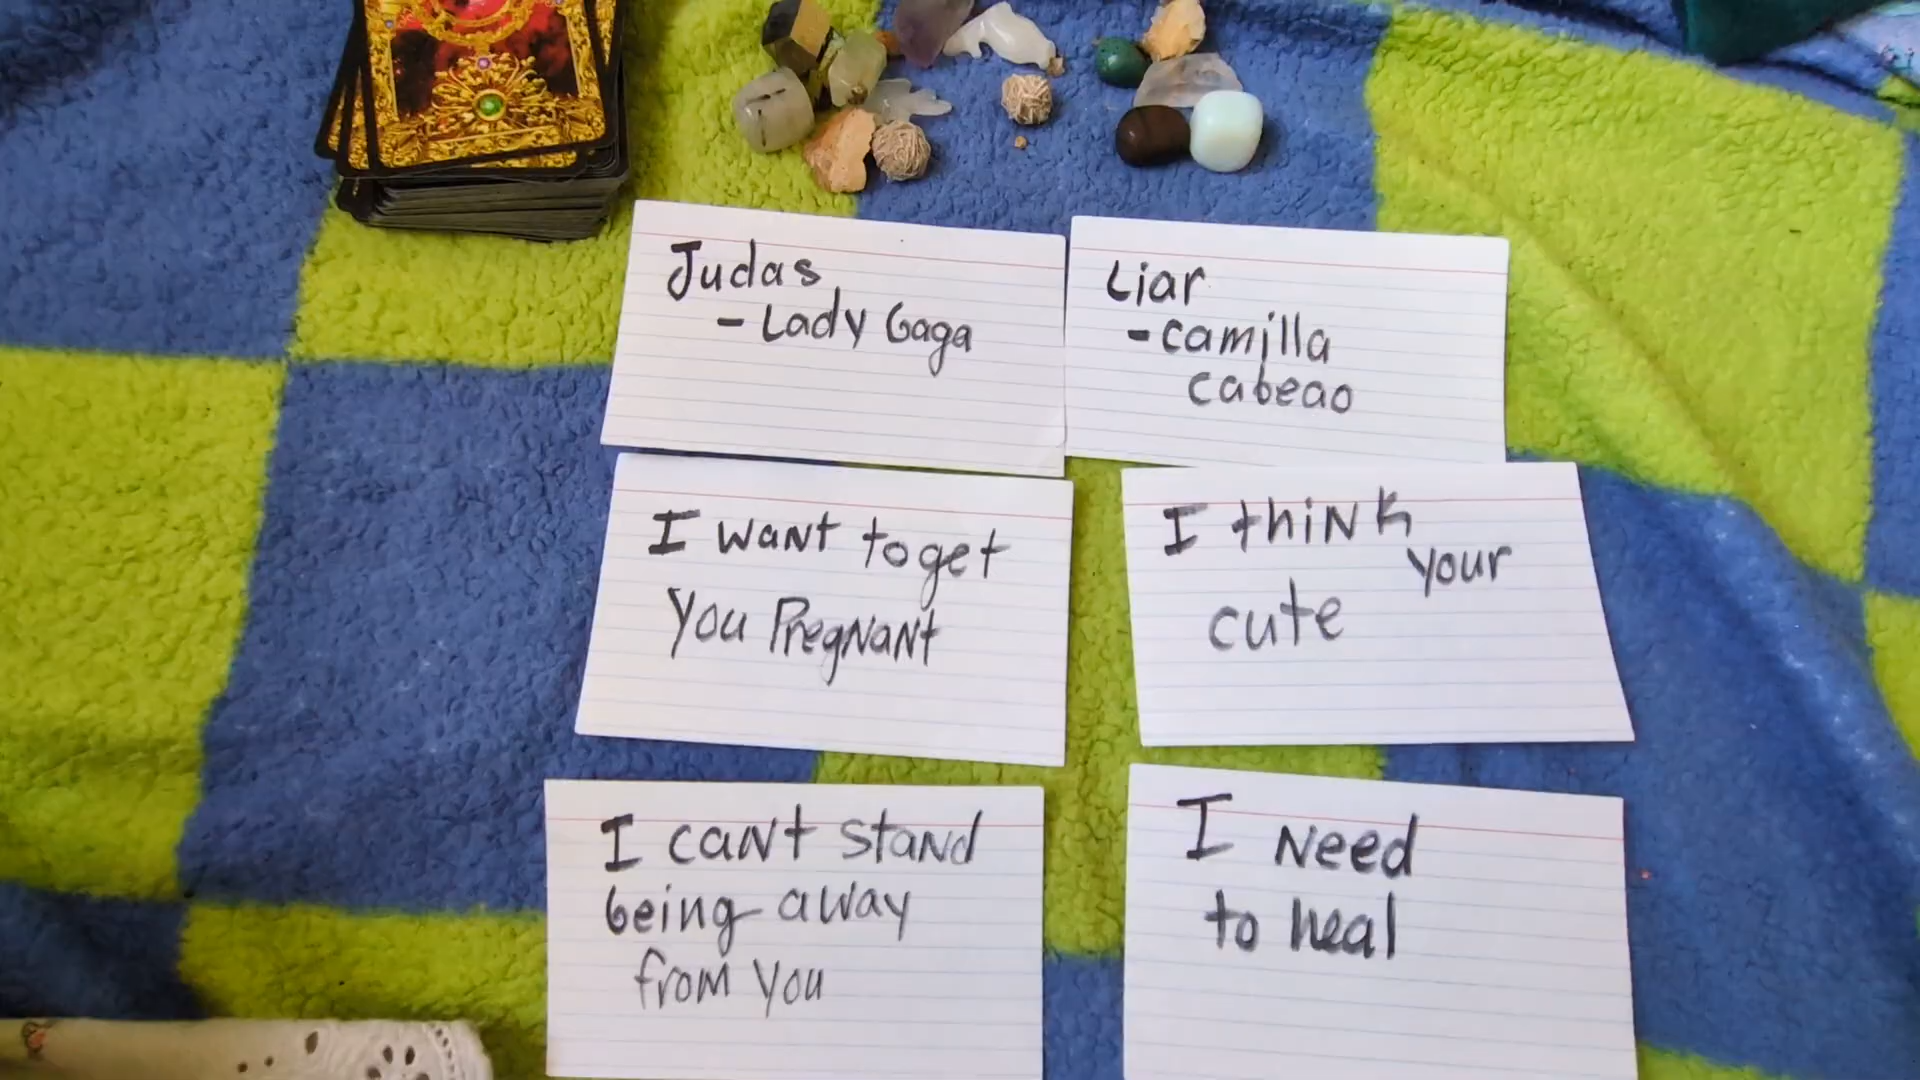 Judas
- Lady Gaga
Liar
- camilla
cabeao
I want to get
you Pregnant
I think
your
cute
I can't stand
being away
from you
I need
to heal